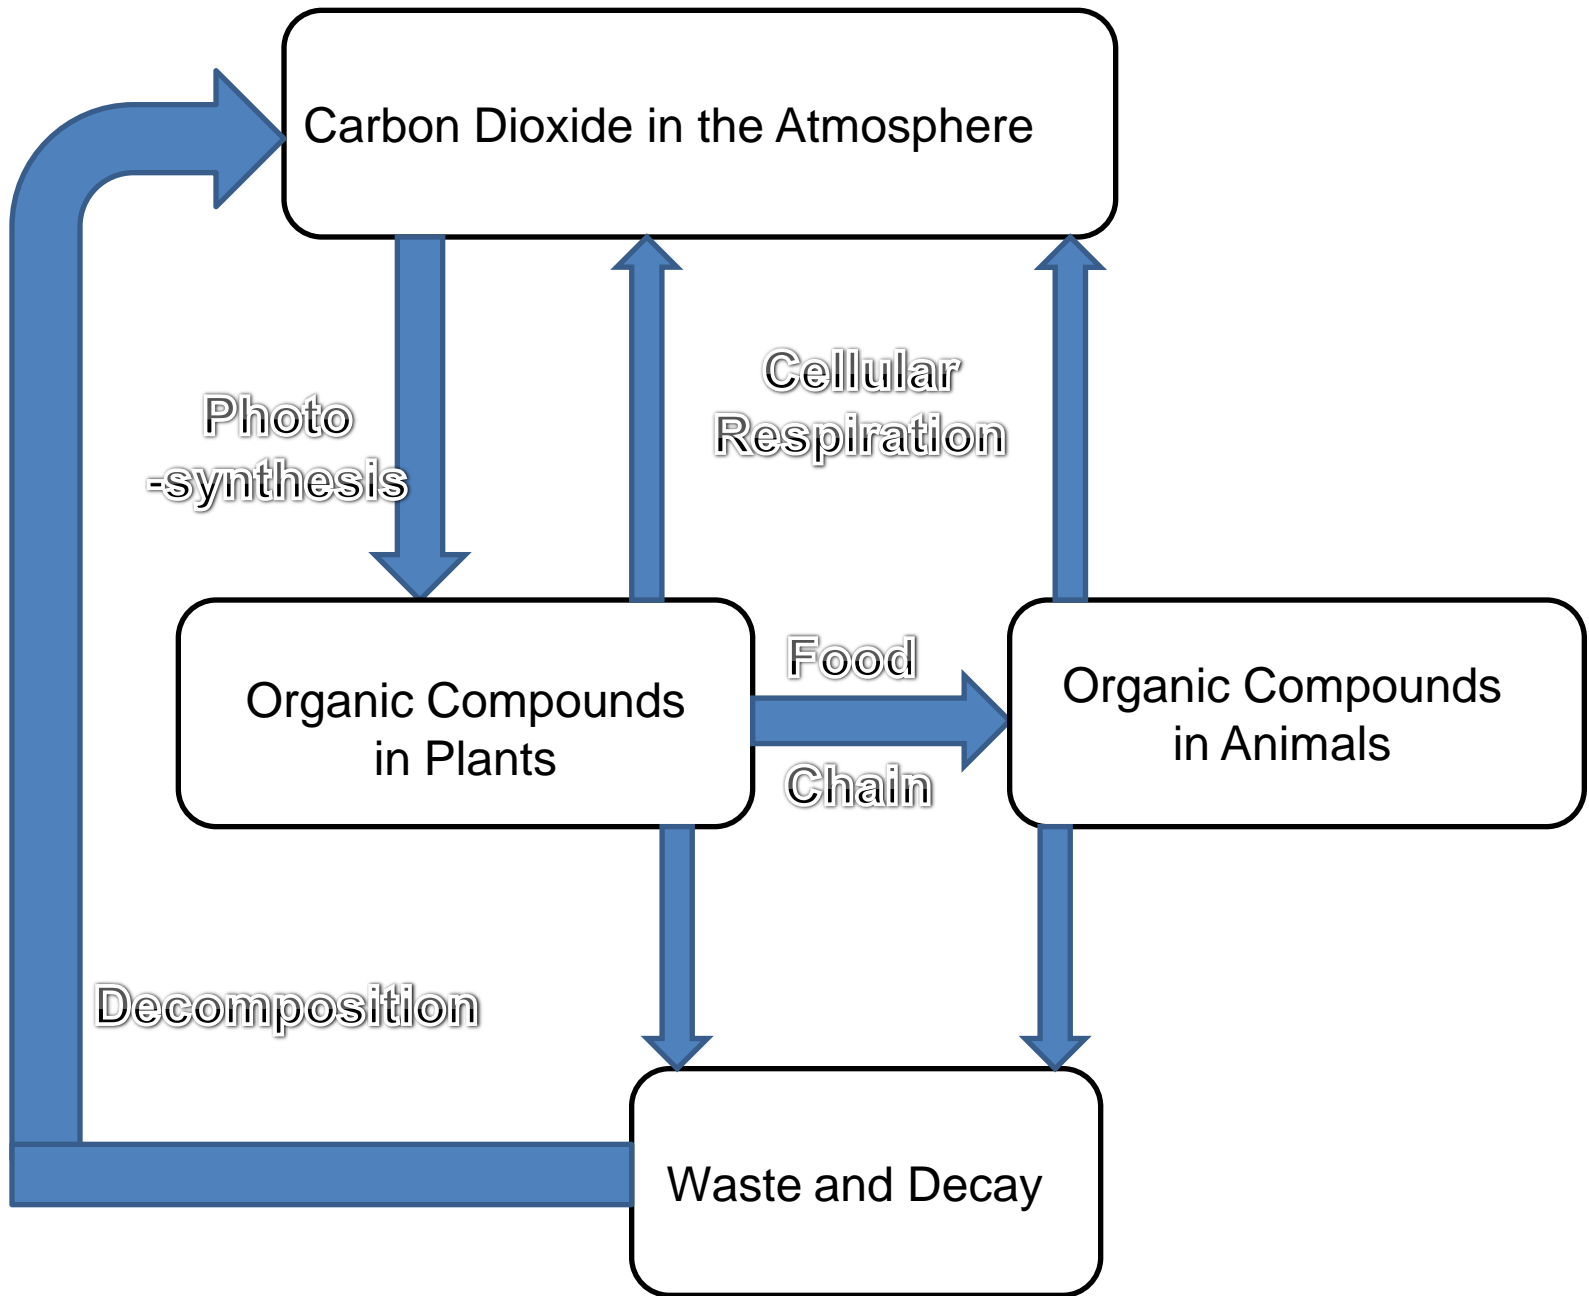 Carbon Dioxide in the Atmosphere
Photo
-synthesis
Cellular
Respiration
Food
Chain
Organic Compounds
in Plants
Organic Compounds
in Animals
Decomposition
Waste and Decay